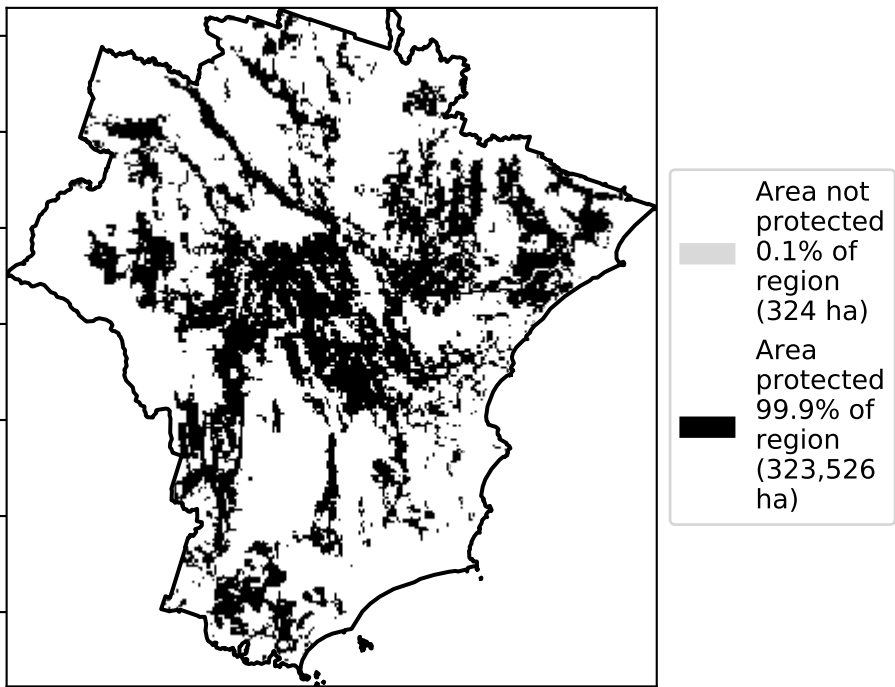 Area not
protected
0.1% of
region
(324 ha)
Area
protected
99.9% of
region
(323,526
ha)